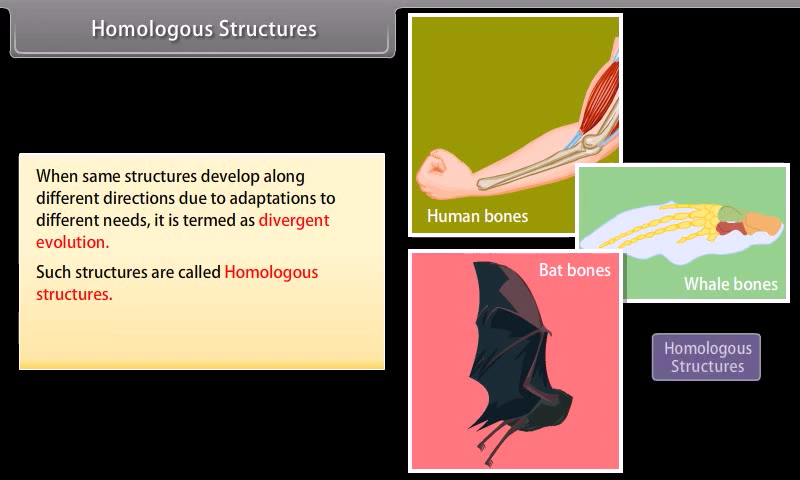 Homologous Structures
When same structures develop along
different directions due to adaptations to
different needs, it is termed as divergent
evolution.
Such structures are called Homologous
structures.
Human bones
Whale bones
Bat bones
Homologous
Structures